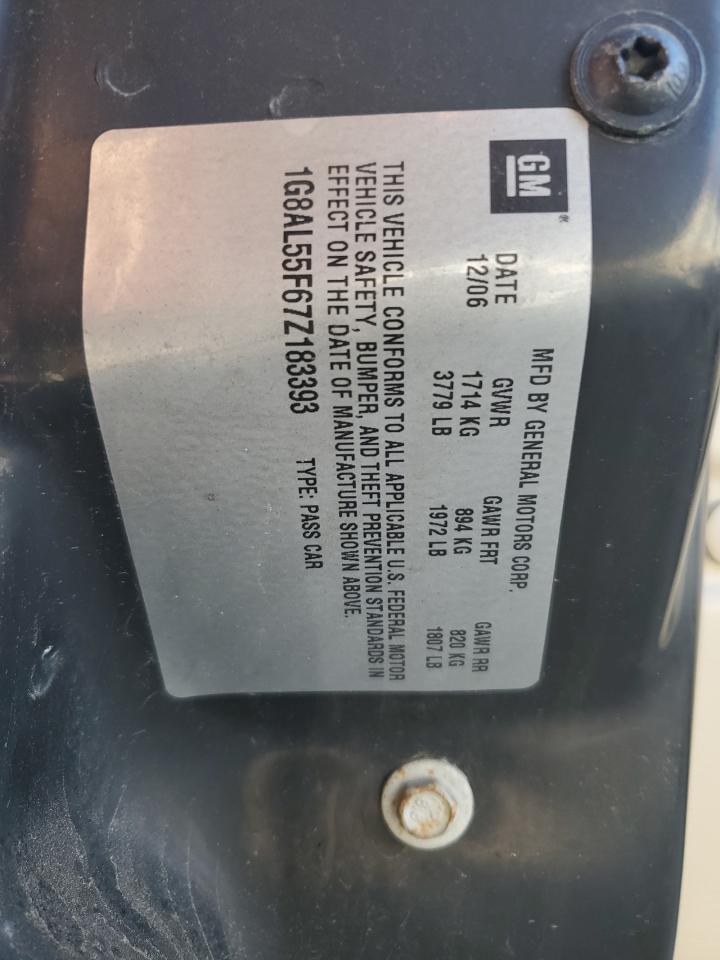 GM
MFD BY GENERAL MOTORS CORP.
DATE GVWR GAWR FRT GAWR RR
12/06 1714 KG 894 KG 820 KG
3779 LB 1972 LB 1807 LB
THIS VEHICLE CONFORMS TO ALL APPLICABLE U.S. FEDERAL MOTOR
VEHICLE SAFETY, BUMPER, AND THEFT PREVENTION STANDARDS IN
EFFECT ON THE DATE OF MANUFACTURE SHOWN ABOVE.
1G8AL55F67Z183393 TYPE: PASS CAR